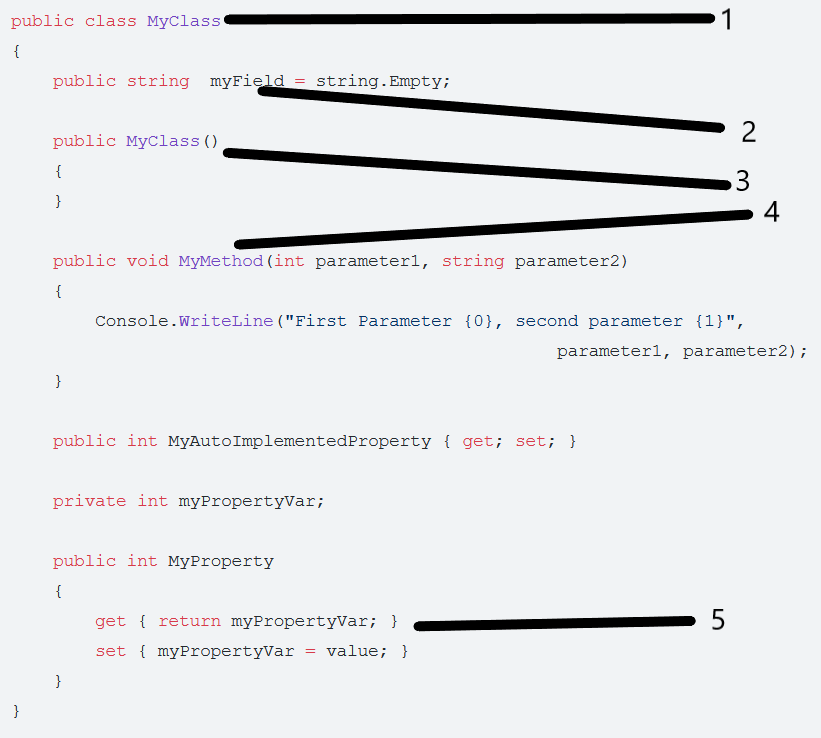 public class MyClass 1
{
public string myField = string.Empty;
2
public MyClass()
{
3
}
4
public void MyMethod(int parameter1, string parameter2)
{
Console.WriteLine("First Parameter {0}, second parameter {1}",
parameter1, parameter2);
}
public int MyAutoImplementedProperty { get; set; }
private int myPropertyVar;
public int MyProperty
{
get { return myPropertyVar; } 5
set { myPropertyVar = value; }
}
}